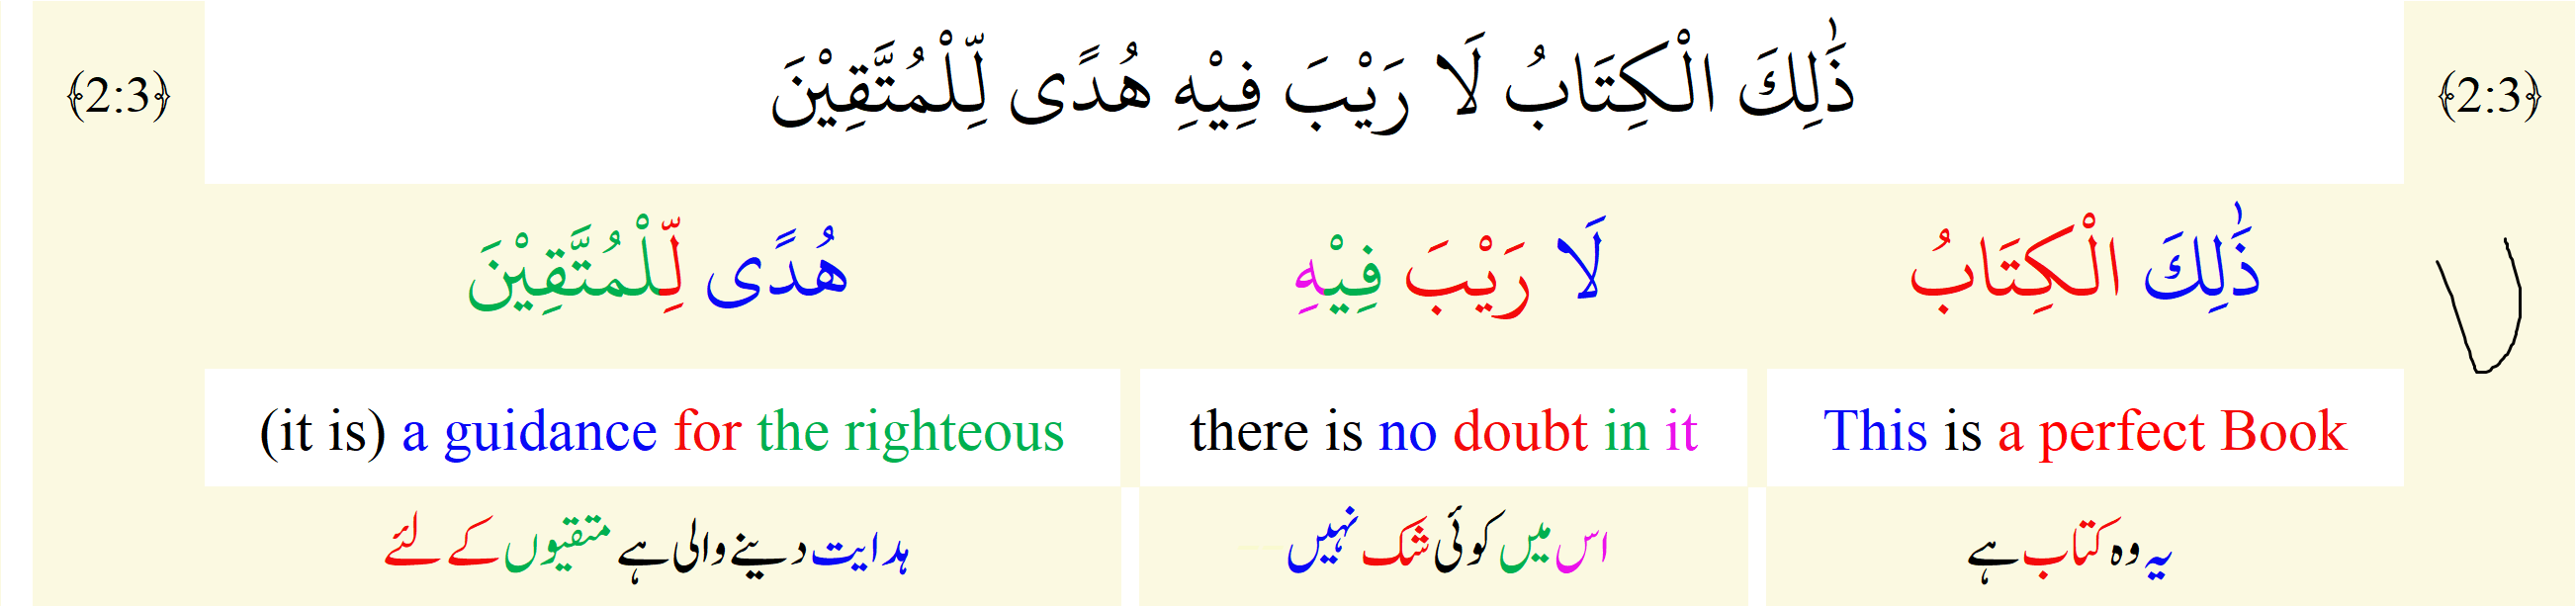 ﴿2:3﴾ ذَٰلِكَ الْكِتَابُ لَا رَيْبَ فِيْهِ هُدًى لِّلْمُتَّقِيْنَ ﴿2:3﴾
ذَٰلِكَ الْكِتَابُ لَا رَيْبَ فِيْهِ هُدًى لِّلْمُتَّقِيْنَ
(it is) a guidance for the righteous there is no doubt in it This is a perfect Book
یہ وہ کتاب ہے اس میں کوئی شک نہیں ہدایت دینے والی ہے متقیوں کے لئے